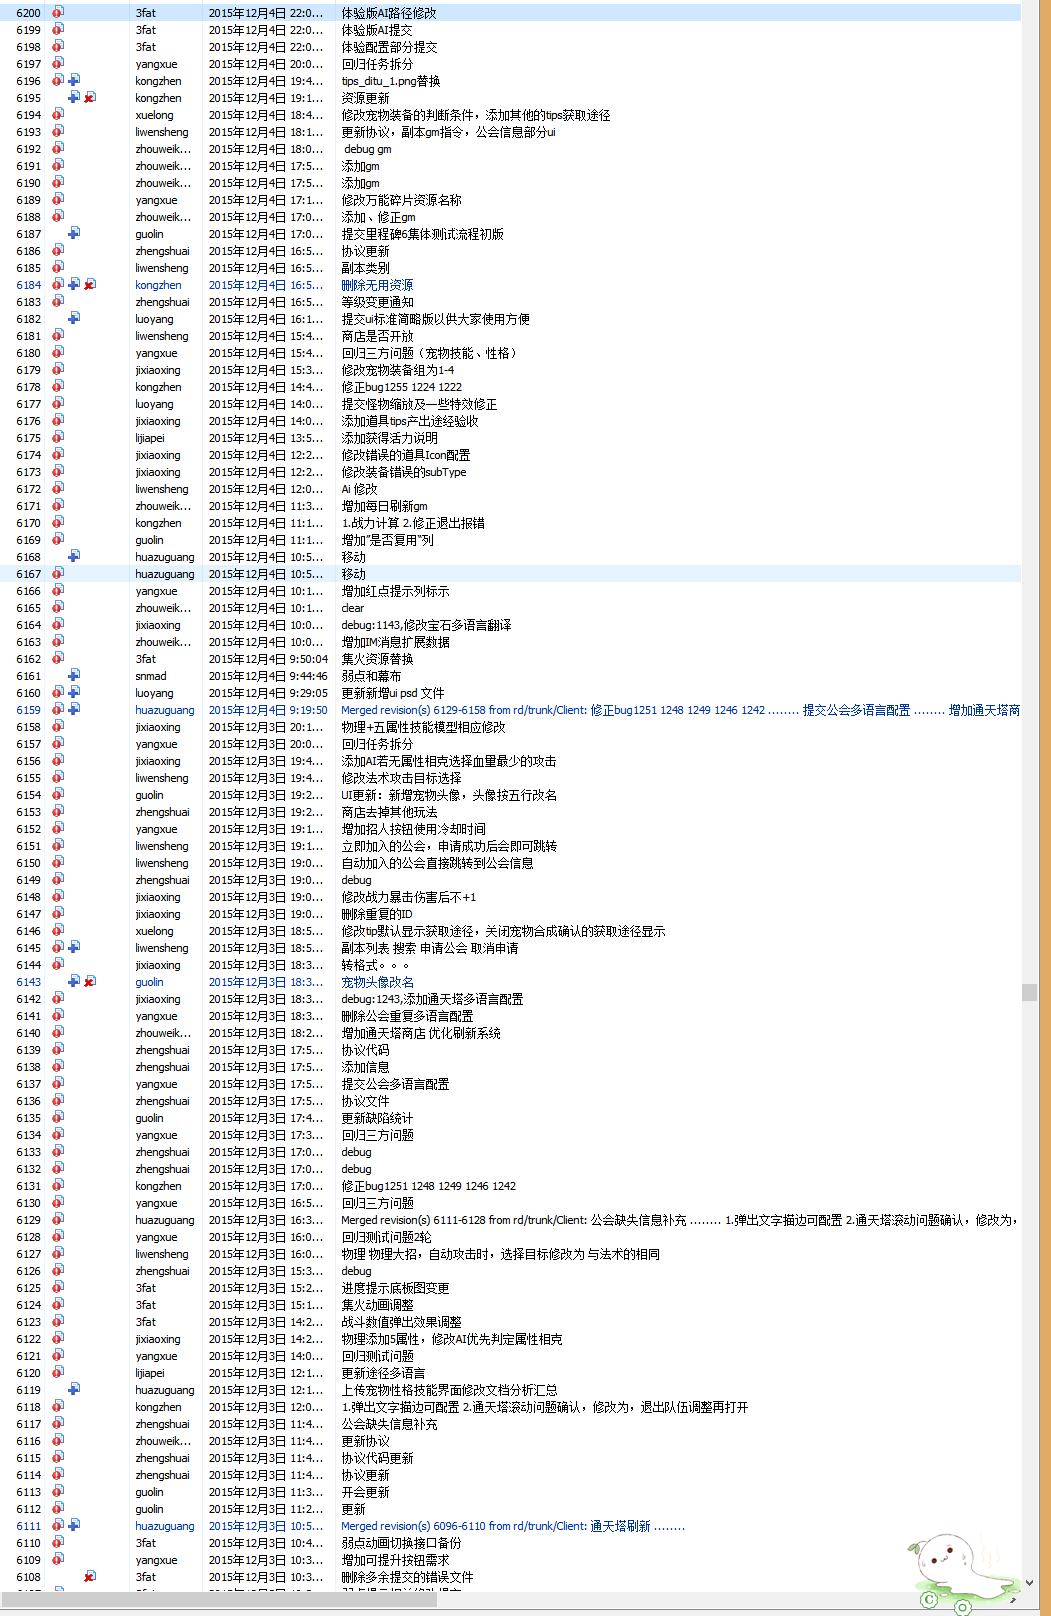 6200 3fat 2015年12月4日 22:0... 体验版AI路径修改
6199 3fat 2015年12月4日 22:0... 体验版AI提交
6198 3fat 2015年12月4日 22:0... 体验配置部分提交
6197 yangxue 2015年12月4日 20:0... 回归任务拆分
6196 kongzhen 2015年12月4日 19:4... tips_ditu_1.png替换
6195 kongzhen 2015年12月4日 19:1... 资源更新
6194 xuelong 2015年12月4日 18:4... 修改宠物装备的判断条件，添加其他的tips获取途径
6193 liwensheng 2015年12月4日 18:1... 更新协议，副本gm指令，公会信息部分ui
6192 zhouweik... 2015年12月4日 18:0... debug gm
6191 zhouweik... 2015年12月4日 17:5... 添加gm
6190 zhouweik... 2015年12月4日 17:5... 添加gm
6189 yangxue 2015年12月4日 17:1... 修改万能碎片资源名称
6188 zhouweik... 2015年12月4日 17:0... 添加、修正gm
6187 guolin 2015年12月4日 17:0... 提交里程碑6集体测试流程初版
6186 zhengshuai 2015年12月4日 16:5... 协议更新
6185 liwensheng 2015年12月4日 16:5... 副本类别
6184 kongzhen 2015年12月4日 16:5... 删除无用资源
6183 zhengshuai 2015年12月4日 16:5... 等级变更通知
6182 luoyang 2015年12月4日 16:1... 提交ui标准简略版以供大家使用方便
6181 liwensheng 2015年12月4日 15:4... 商店是否开放
6180 yangxue 2015年12月4日 15:4... 回归三方问题（宠物技能、性格）
6179 jixiaoxing 2015年12月4日 15:3... 修改宠物装备组为1-4
6178 kongzhen 2015年12月4日 14:4... 修正bug1255 1224 1222
6177 luoyang 2015年12月4日 14:0... 提交怪物缩放及一些特效修正
6176 jixiaoxing 2015年12月4日 14:0... 添加道具tips产出途经验收
6175 lijiapei 2015年12月4日 13:5... 添加获得活力说明
6174 jixiaoxing 2015年12月4日 12:2... 修改错误的道具Icon配置
6173 jixiaoxing 2015年12月4日 12:2... 修改装备错误的subType
6172 liwensheng 2015年12月4日 12:0... Ai 修改
6171 zhouweik... 2015年12月4日 11:3... 增加每日刷新gm
6170 kongzhen 2015年12月4日 11:1... 1.战力计算 2.修正退出报错
6169 guolin 2015年12月4日 11:1... 增加"是否复用"列
6168 huazuguang 2015年12月4日 10:5... 移动
6167 huazuguang 2015年12月4日 10:5... 移动
6166 yangxue 2015年12月4日 10:1... 增加红点提示列标示
6165 zhouweik... 2015年12月4日 10:1... clear
6164 jixiaoxing 2015年12月4日 10:0... debug:1143,修改宝石多语言翻译
6163 zhouweik... 2015年12月4日 10:0... 增加IM消息扩展数据
6162 3fat 2015年12月4日 9:50:04 集火资源替换
6161 snmad 2015年12月4日 9:44:46 弱点和幕布
6160 luoyang 2015年12月4日 9:29:05 更新新增ui psd 文件
6159 huazuguang 2015年12月4日 9:19:50 Merged revision(s) 6129-6158 from rd/trunk/Client: 修正bug1251 1248 1249 1246 1242 ........ 提交公会多语言配置 ........ 增加通天塔商
6158 jixiaoxing 2015年12月3日 20:1... 物理+五属性技能模型相应修改
6157 yangxue 2015年12月3日 20:0... 回归任务拆分
6156 jixiaoxing 2015年12月3日 19:4... 添加AI若无属性相克选择血量最少的攻击
6155 liwensheng 2015年12月3日 19:4... 修改法术攻击目标选择
6154 guolin 2015年12月3日 19:2... UI更新：新增宠物头像，头像按五行改名
6153 zhengshuai 2015年12月3日 19:2... 商店去掉其他玩法
6152 yangxue 2015年12月3日 19:1... 增加招人按钮使用冷却时间
6151 liwensheng 2015年12月3日 19:1... 立即加入的公会，申请成功后会即可跳转
6150 liwensheng 2015年12月3日 19:0... 自动加入的公会直接跳转到公会信息
6149 zhengshuai 2015年12月3日 19:0... debug
6148 jixiaoxing 2015年12月3日 19:0... 修改战力暴击伤害后不+1
6147 jixiaoxing 2015年12月3日 19:0... 删除重复的ID
6146 xuelong 2015年12月3日 18:5... 修改tip默认显示获取途径，关闭宠物合成确认的获取途径显示
6145 liwensheng 2015年12月3日 18:5... 副本列表 搜索 申请公会 取消申请
6144 jixiaoxing 2015年12月3日 18:3... 转格式。。。
6143 guolin 2015年12月3日 18:3... 宠物头像改名
6142 jixiaoxing 2015年12月3日 18:3... debug:1243,添加通天塔多语言配置
6141 yangxue 2015年12月3日 18:3... 删除公会重复多语言配置
6140 zhouweik... 2015年12月3日 18:2... 增加通天塔商店 优化刷新系统
6139 zhengshuai 2015年12月3日 17:5... 协议代码
6138 zhengshuai 2015年12月3日 17:5... 添加信息
6137 yangxue 2015年12月3日 17:5... 提交公会多语言配置
6136 zhengshuai 2015年12月3日 17:5... 协议文件
6135 guolin 2015年12月3日 17:4... 更新缺陷统计
6134 yangxue 2015年12月3日 17:3... 回归三方问题
6133 zhengshuai 2015年12月3日 17:0... debug
6132 zhengshuai 2015年12月3日 17:0... debug
6131 kongzhen 2015年12月3日 17:0... 修正bug1251 1248 1249 1246 1242
6130 yangxue 2015年12月3日 16:5... 回归三方问题
6129 huazuguang 2015年12月3日 16:3... Merged revision(s) 6111-6128 from rd/trunk/Client: 公会缺失信息补充 ........ 1.弹出文字描边可配置 2.通天塔滚动问题确认，修改为，
6128 yangxue 2015年12月3日 16:0... 回归测试问题2轮
6127 liwensheng 2015年12月3日 16:0... 物理 物理大招，自动攻击时，选择目标修改为 与法术的相同
6126 zhengshuai 2015年12月3日 15:3... debug
6125 3fat 2015年12月3日 15:2... 进度提示底板图变更
6124 3fat 2015年12月3日 15:1... 集火动画调整
6123 3fat 2015年12月3日 14:2... 战斗数值弹出效果调整
6122 jixiaoxing 2015年12月3日 14:2... 物理添加5属性，修改AI优先判定属性相克
6121 yangxue 2015年12月3日 14:0... 回归测试问题
6120 lijiapei 2015年12月3日 12:1... 更新途径多语言
6119 huazuguang 2015年12月3日 12:1... 上传宠物性格技能界面修改文档分析汇总
6118 kongzhen 2015年12月3日 12:0... 1.弹出文字描边可配置 2.通天塔滚动问题确认，修改为，退出队伍调整再打开
6117 zhengshuai 2015年12月3日 11:4... 公会缺失信息补充
6116 zhouweik... 2015年12月3日 11:4... 更新协议
6115 zhengshuai 2015年12月3日 11:4... 协议代码更新
6114 zhengshuai 2015年12月3日 11:4... 协议更新
6113 guolin 2015年12月3日 11:3... 开会更新
6112 guolin 2015年12月3日 11:2... 更新
6111 huazuguang 2015年12月3日 10:5... Merged revision(s) 6096-6110 from rd/trunk/Client: 通天塔刷新 ........
6110 3fat 2015年12月3日 10:4... 弱点动画切换接口备份
6109 yangxue 2015年12月3日 10:3... 增加可提升按钮需求
6108 3fat 2015年12月3日 10:3... 删除多余提交的错误文件